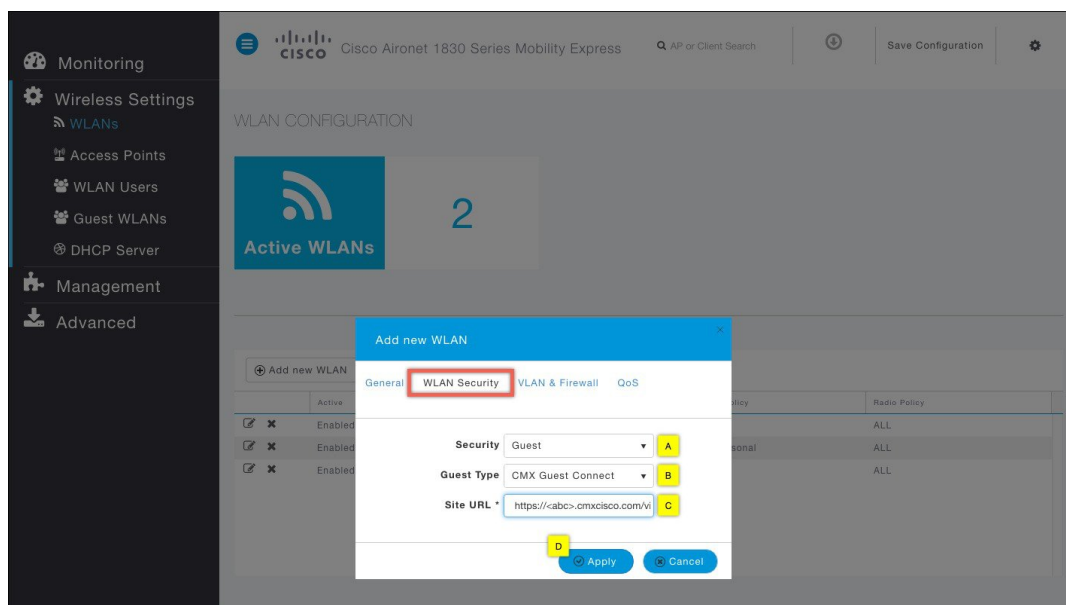 Monitoring
Wireless Settings
WLANs
Access Points
WLAN Users
Guest WLANs
DHCP Server
Management
Advanced
CISCO Cisco Aironet 1830 Series Mobility Express
AP or Client Search
Save Configuration
WLAN CONFIGURATION
Active WLANs
2
Add new WLAN
Active
Radio Policy
Enabled
ALL
Enabled
sonal
ALL
Enabled
ALL
Add new WLAN
General WLAN Security VLAN & Firewall QoS
Security Guest A
Guest Type CMX Guest Connect B
Site URL * https://<abc>.cmxcisco.com/vi C
D
Apply Cancel